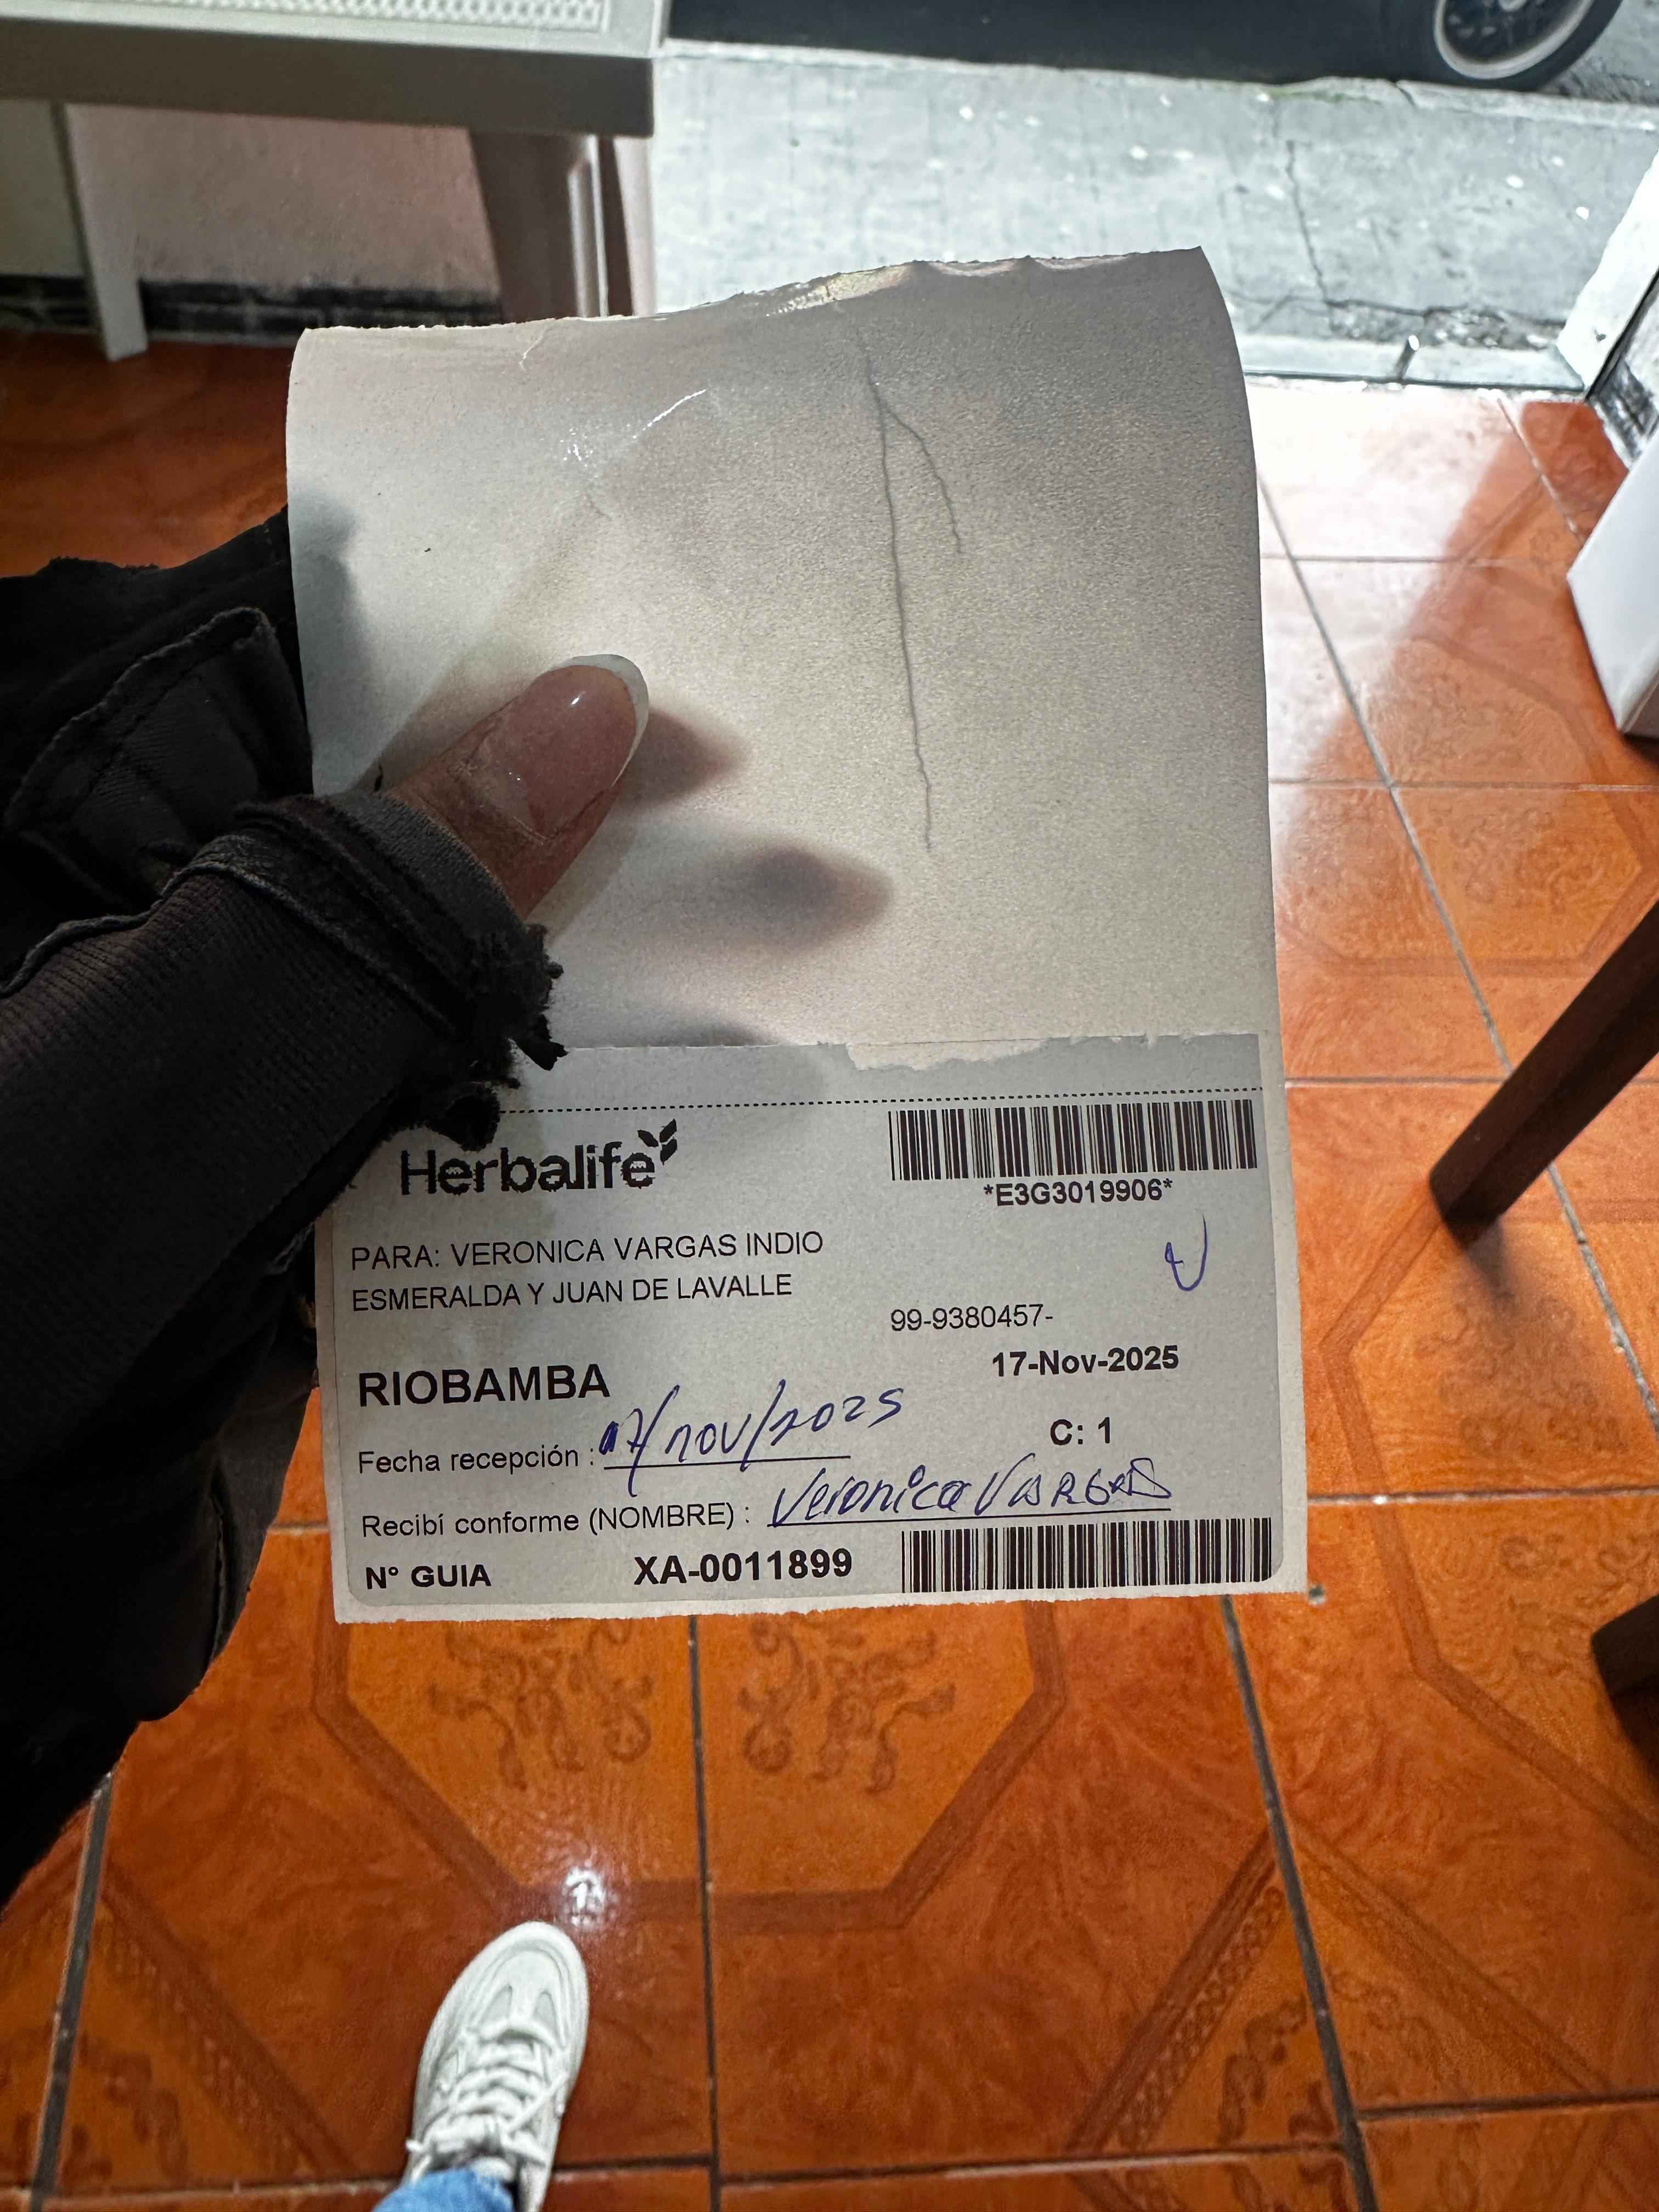 Herbalife
*E3G3019906*
PARA: VERONICA VARGAS INDIO
ESMERALDA Y JUAN DE LAVALLE
99-9380457-
17-Nov-2025
RIOBAMBA
Fecha recepción : 17/nov/2025
C: 1
Recibí conforme (NOMBRE) : Veronica VARGAS
N° GUIA XA-0011899